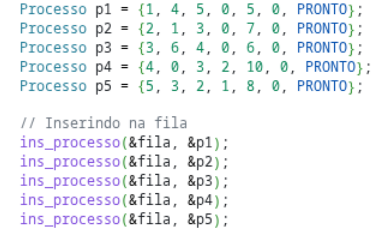 Processo p1 = {1, 4, 5, 0, 5, 0, PRONTO};
Processo p2 = {2, 1, 3, 0, 7, 0, PRONTO};
Processo p3 = {3, 6, 4, 0, 6, 0, PRONTO};
Processo p4 = {4, 0, 3, 2, 10, 0, PRONTO};
Processo p5 = {5, 3, 2, 1, 8, 0, PRONTO};
// Inserindo na fila
ins_processo(&fila, &p1);
ins_processo(&fila, &p2);
ins_processo(&fila, &p3);
ins_processo(&fila, &p4);
ins_processo(&fila, &p5);